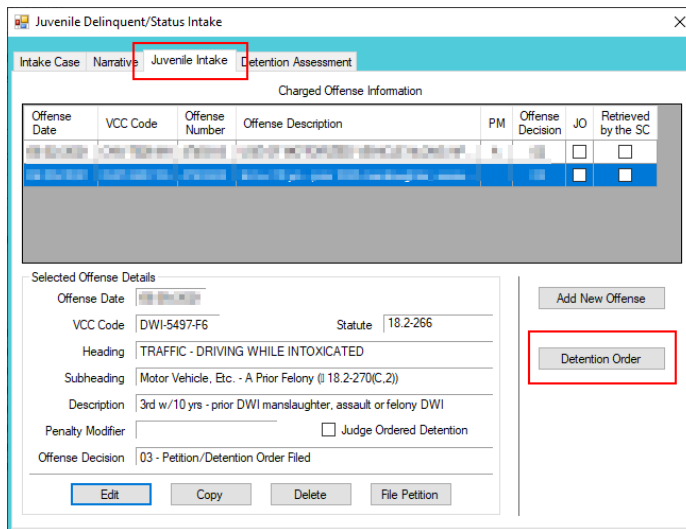 Juvenile Delinquent/Status Intake
Intake Case Narrative Juvenile Intake Detention Assessment
Charged Offense Information
Offense Date VCC Code Offense Number Offense Description PM Offense Decision JO Retrieved by the SC
Selected Offense Details
Offense Date
VCC Code DWI-5497-F6 Statute 18.2-266
Heading TRAFFIC - DRIVING WHILE INTOXICATED
Subheading Motor Vehicle, Etc. - A Prior Felony (▯ 18.2-270(C,2))
Description 3rd w/10 yrs - prior DWI manslaughter, assault or felony DWI
Penalty Modifier Judge Ordered Detention
Offense Decision 03 - Petition/Detention Order Filed
Edit Copy Delete File Petition
Add New Offense
Detention Order